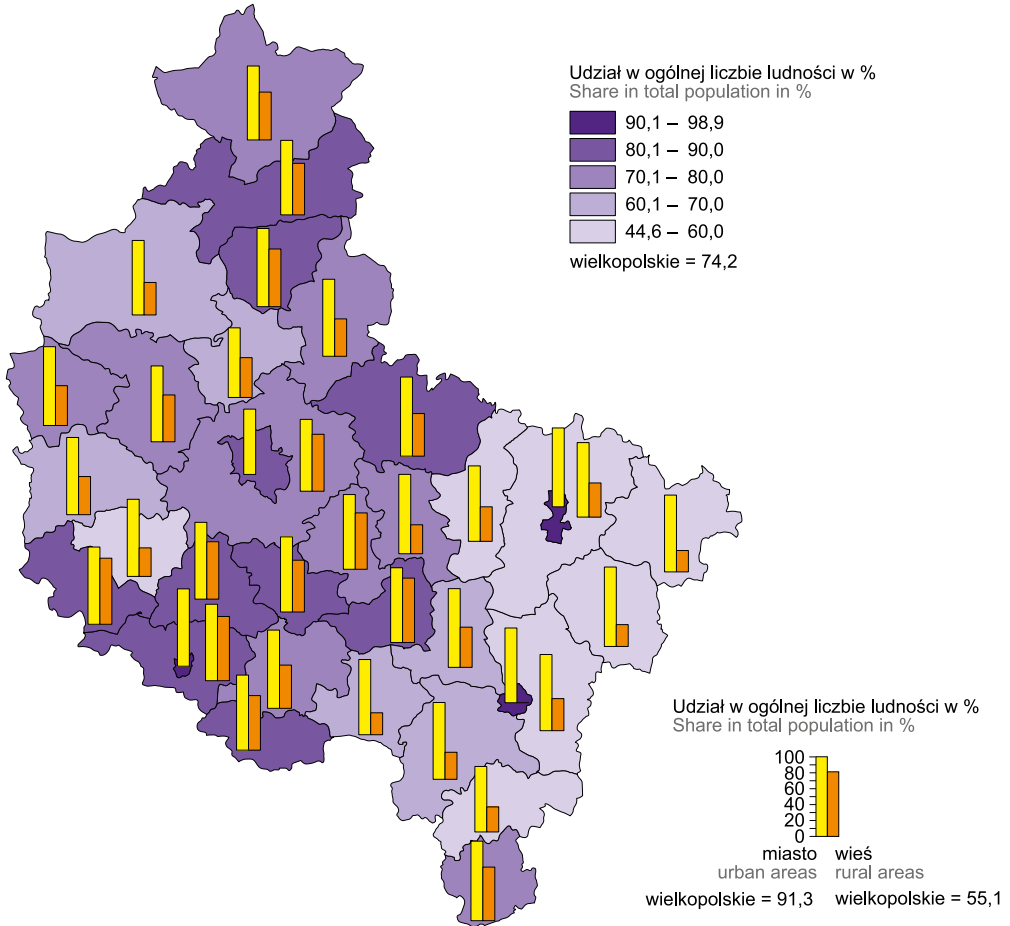 Udział w ogólnej liczbie ludności w %
Share in total population in %
90,1 – 98,9
80,1 – 90,0
70,1 – 80,0
60,1 – 70,0
44,6 – 60,0
wielkopolskie = 74,2
Udział w ogólnej liczbie ludności w %
Share in total population in %
100
80
60
40
20
0
miasto wieś
urban areas rural areas
wielkopolskie = 91,3 wielkopolskie = 55,1